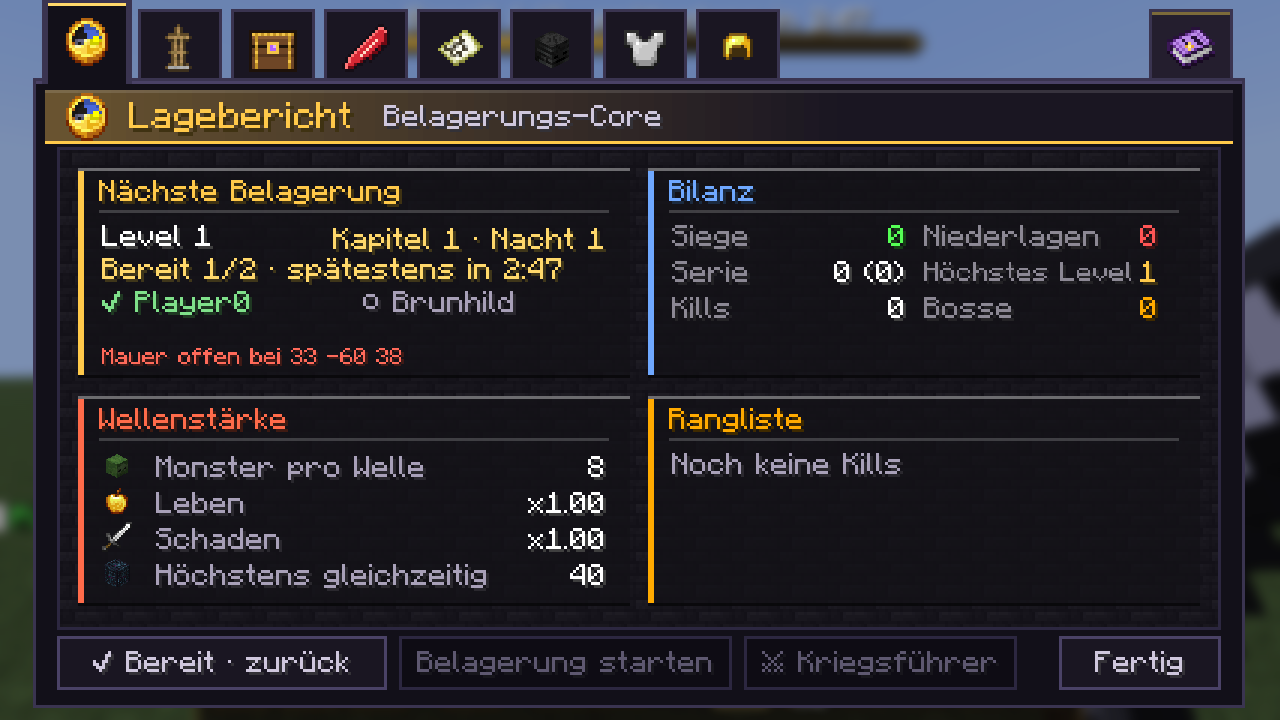 Lagebericht Belagerungs-Core
Nächste Belagerung
Level 1 Kapitel 1 · Nacht 1
Bereit 1/2 · spätestens in 2:47
✓ Player0 ○ Brunhild
Mauer offen bei 33 -60 38
Bilanz
Siege 0 Niederlagen 0
Serie 0 (0) Höchstes Level 1
Kills 0 Bosse 0
Wellenstärke
Monster pro Welle 8
Leben x1.00
Schaden x1.00
Höchstens gleichzeitig 40
Rangliste
Noch keine Kills
✓ Bereit · zurück
Belagerung starten
⚔ Kriegsführer
Fertig